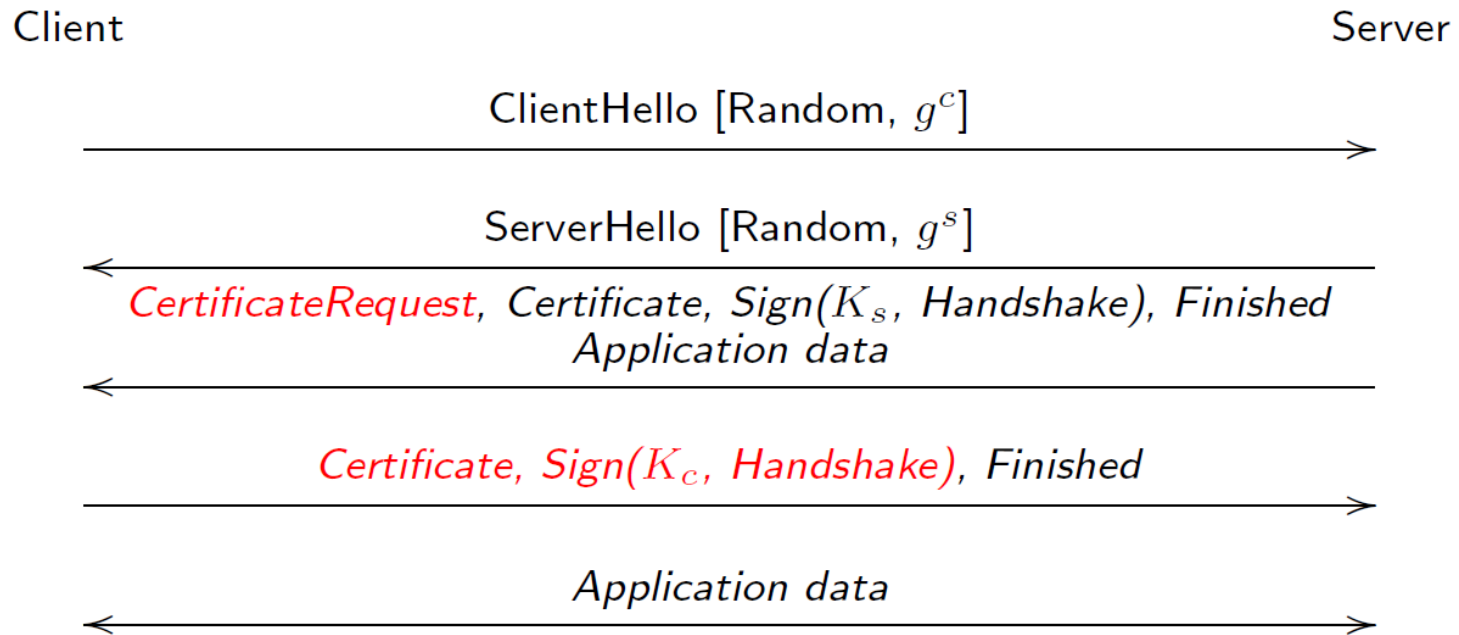 Client Server
ClientHello [Random, g^c]
ServerHello [Random, g^s]
CertificateRequest, Certificate, Sign(K_s, Handshake), Finished
Application data
Certificate, Sign(K_c, Handshake), Finished
Application data